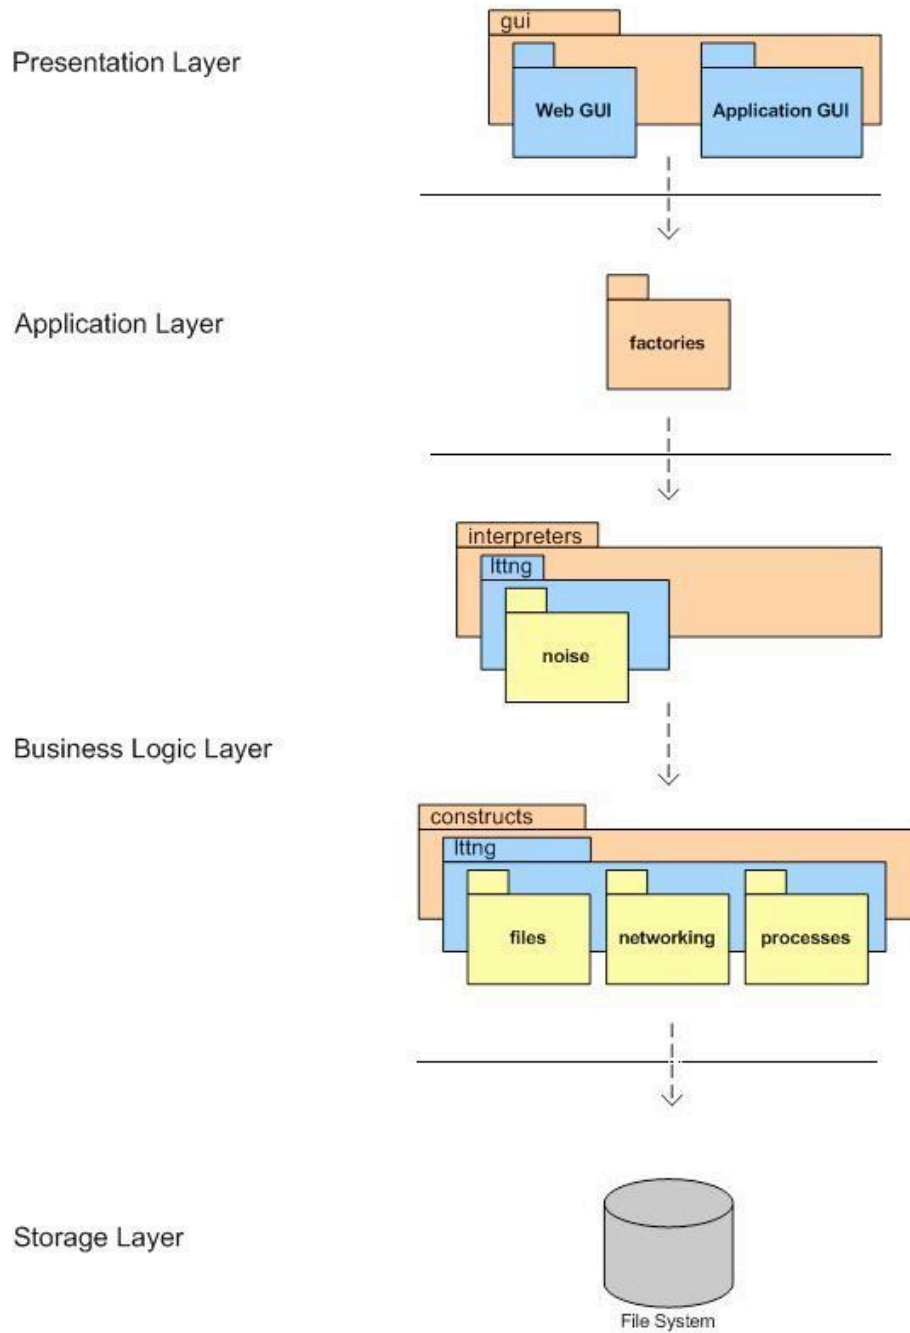 gui
Presentation Layer
Web GUI
Application GUI
Application Layer
factories
interpreters
lttng
noise
Business Logic Layer
constructs
lttng
files
networking
processes
Storage Layer
File System